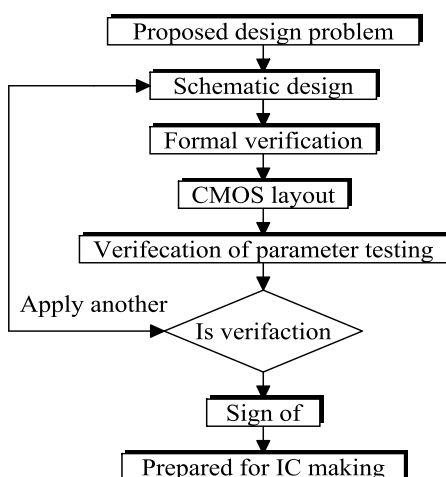 Proposed design problem
Schematic design
Formal verification
CMOS layout
Verifecation of parameter testing
Apply another
Is verifaction
Sign of
Prepared for IC making